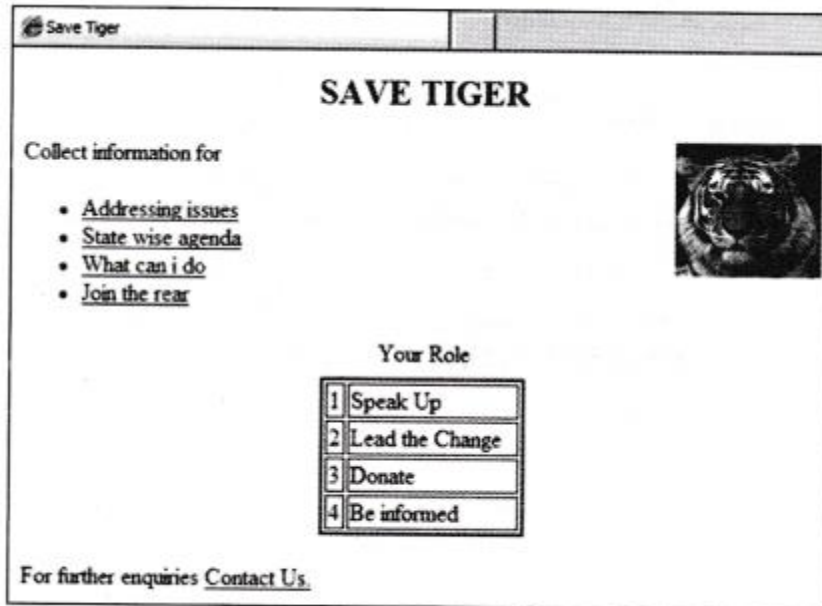 Save Tiger
SAVE TIGER
Collect information for
Addressing issues
State wise agenda
What can i do
Join the rear
Your Role
1 Speak Up
2 Lead the Change
3 Donate
4 Be informed
For further enquiries Contact Us.